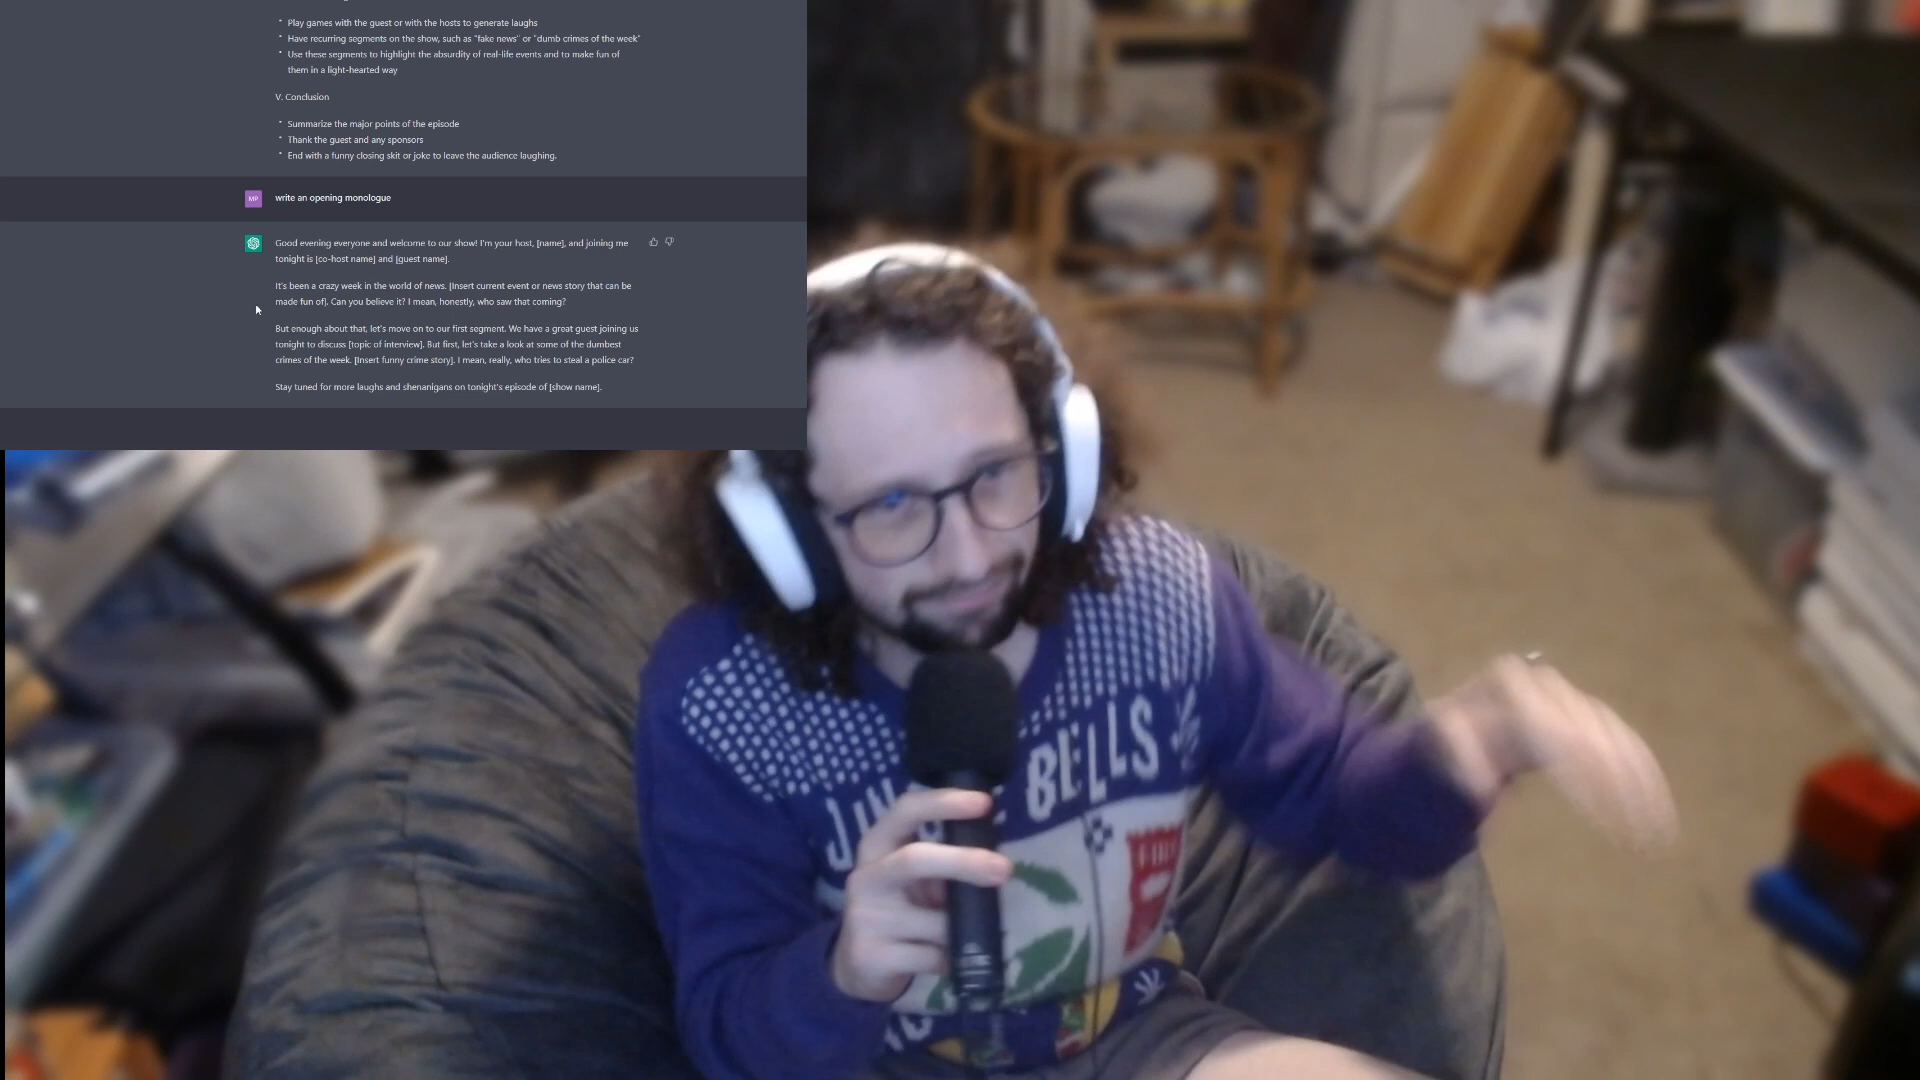 * Play games with the guest or with the hosts to generate laughs
* Have recurring segments on the show, such as "fake news" or "dumb crimes of the week"
* Use these segments to highlight the absurdity of real-life events and to make fun of
them in a light-hearted way
V. Conclusion
* Summarize the major points of the episode
* Thank the guest and any sponsors
* End with a funny closing skit or joke to leave the audience laughing.
MP write an opening monologue
Good evening everyone and welcome to our show! I'm your host, [name], and joining me
tonight is [co-host name] and [guest name].
It's been a crazy week in the world of news. [Insert current event or news story that can be
made fun of]. Can you believe it? I mean, honestly, who saw that coming?
But enough about that, let's move on to our first segment. We have a great guest joining us
tonight to discuss [topic of interview]. But first, let's take a look at some of the dumbest
crimes of the week. [Insert funny crime story]. I mean, really, who tries to steal a police car?
Stay tuned for more laughs and shenanigans on tonight's episode of [show name].
BELLS